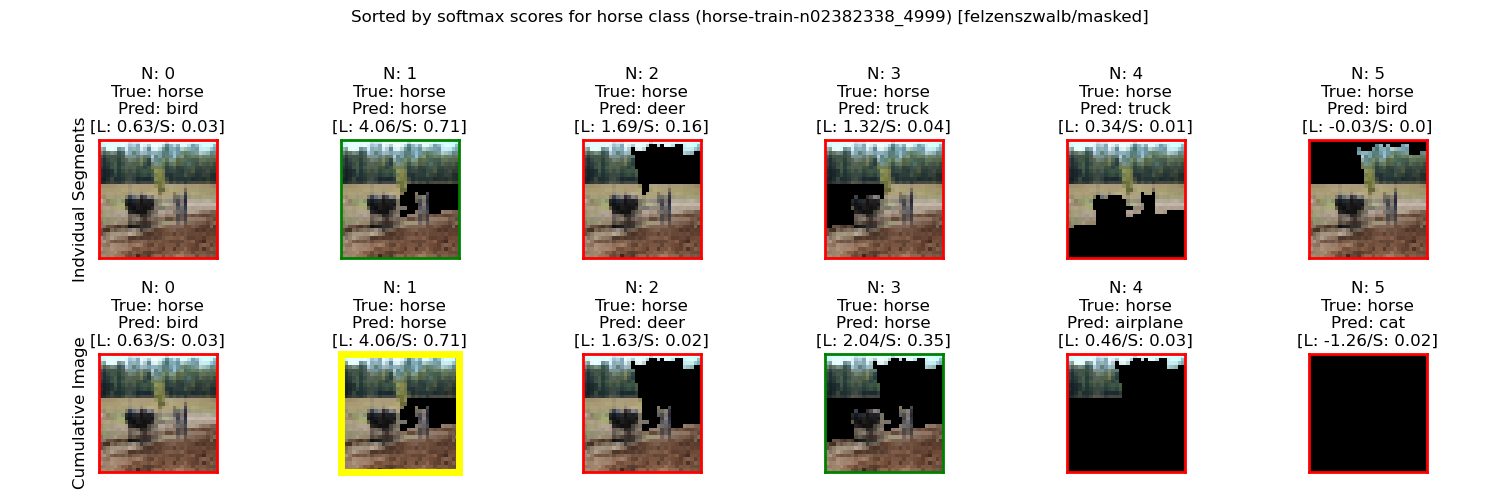 Sorted by softmax scores for horse class (horse-train-n02382338_4999) [felzenszwalb/masked]
Indvidual Segments
N: 0
True: horse
Pred: bird
[L: 0.63/S: 0.03]
N: 1
True: horse
Pred: horse
[L: 4.06/S: 0.71]
N: 2
True: horse
Pred: deer
[L: 1.69/S: 0.16]
N: 3
True: horse
Pred: truck
[L: 1.32/S: 0.04]
N: 4
True: horse
Pred: truck
[L: 0.34/S: 0.01]
N: 5
True: horse
Pred: bird
[L: -0.03/S: 0.0]
Cumulative Image
N: 0
True: horse
Pred: bird
[L: 0.63/S: 0.03]
N: 1
True: horse
Pred: horse
[L: 4.06/S: 0.71]
N: 2
True: horse
Pred: deer
[L: 1.63/S: 0.02]
N: 3
True: horse
Pred: horse
[L: 2.04/S: 0.35]
N: 4
True: horse
Pred: airplane
[L: 0.46/S: 0.03]
N: 5
True: horse
Pred: cat
[L: -1.26/S: 0.02]